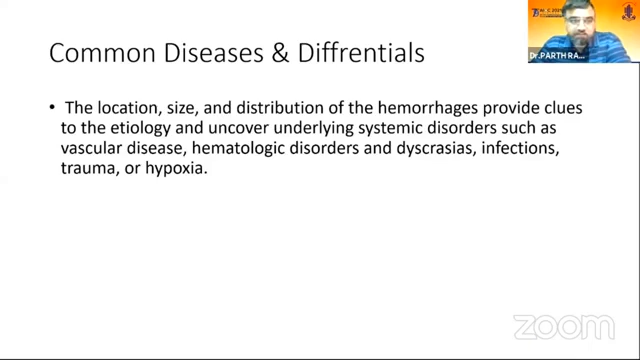 Common Diseases & Diffrentials
• The location, size, and distribution of the hemorrhages provide clues
to the etiology and uncover underlying systemic disorders such as
vascular disease, hematologic disorders and dyscrasias, infections,
trauma, or hypoxia.
Dr.PARTH RA...
zoom